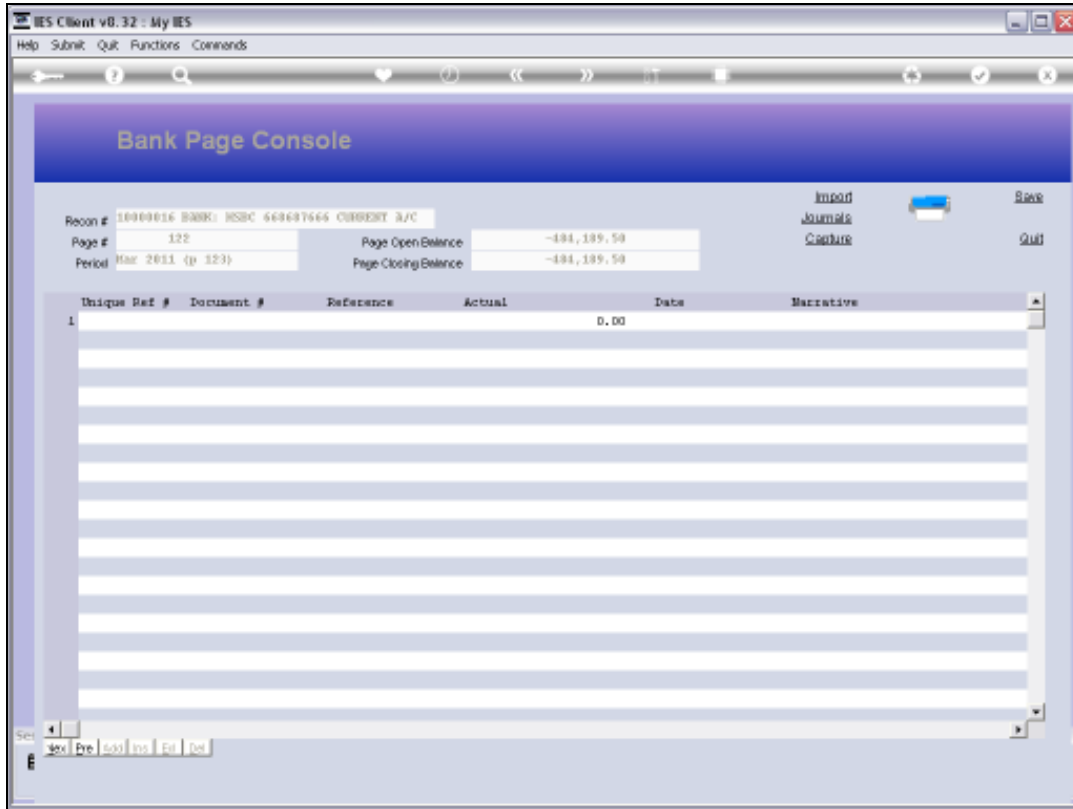 IES Client v8.32 : My IES
Help Submit Quit Functions Commands
Bank Page Console
Import Save
Recon # 10000016 BANK: HSBC 668687666 CURRENT A/C Journals
Page # 122 Page Open Balance -484,189.50 Capture Quit
Period Mar 2011 (p 123) Page Closing Balance -484,189.50
Unique Ref # Document # Reference Actual Date Narrative
1 0.00
Nex Pre Add Ins Ed Del